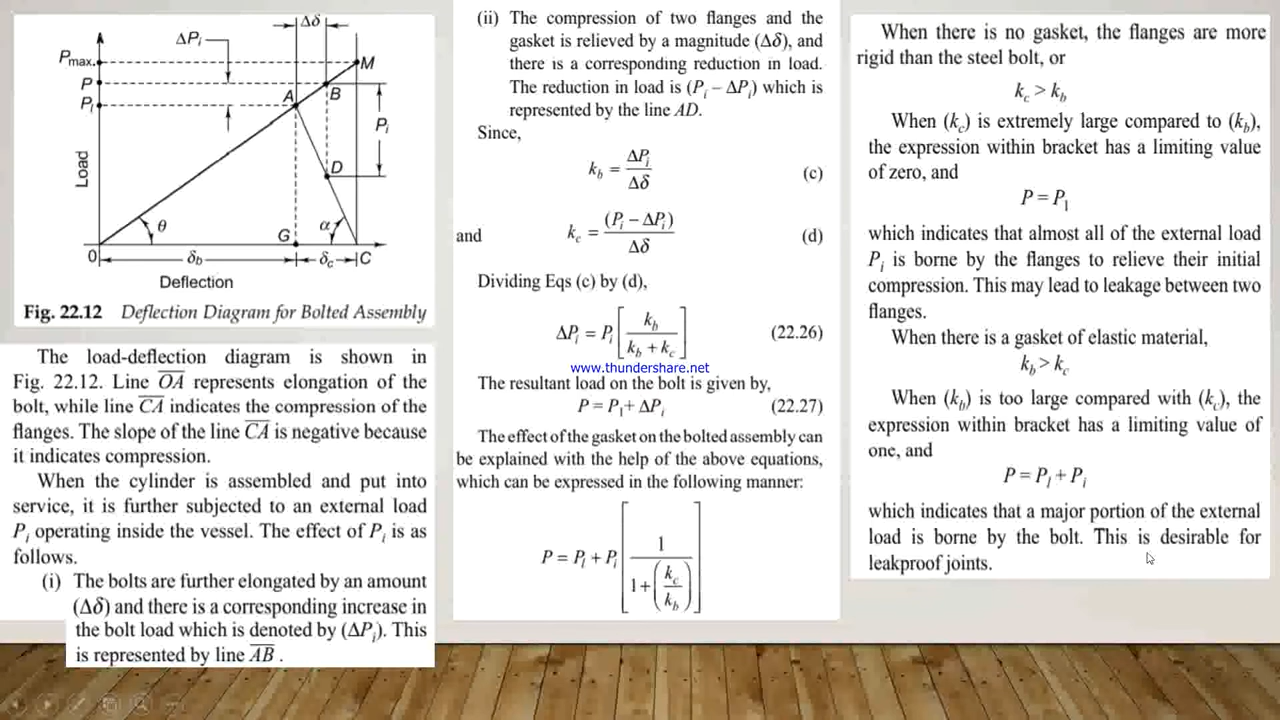 Δδ
ΔPᵢ
Pmax.
M
P
A
B
Pₗ
Pᵢ
Load
D
θ
α
G
0
δb
δc
C
Deflection
Fig. 22.12 Deflection Diagram for Bolted Assembly
The load-deflection diagram is shown in
Fig. 22.12. Line O̅A̅ represents elongation of the
bolt, while line C̅A̅ indicates the compression of the
flanges. The slope of the line C̅A̅ is negative because
it indicates compression.
When the cylinder is assembled and put into
service, it is further subjected to an external load
Pᵢ operating inside the vessel. The effect of Pᵢ is as
follows.
(i) The bolts are further elongated by an amount
(Δδ) and there is a corresponding increase in
the bolt load which is denoted by (ΔPᵢ). This
is represented by line A̅B̅ .
(ii) The compression of two flanges and the
gasket is relieved by a magnitude (Δδ), and
there is a corresponding reduction in load.
The reduction in load is (Pᵢ – ΔPᵢ) which is
represented by the line AD.
Since,
kb = ΔPᵢ / Δδ (c)
and kc = (Pᵢ – ΔPᵢ) / Δδ (d)
Dividing Eqs (c) by (d),
ΔPᵢ = Pᵢ [ kb / (kb + kc) ] (22.26)
www.thundershare.net
The resultant load on the bolt is given by,
P = P₁ + ΔPᵢ (22.27)
The effect of the gasket on the bolted assembly can
be explained with the help of the above equations,
which can be expressed in the following manner:
P = Pₗ + Pᵢ [ 1 / (1 + (kc / kb)) ]
When there is no gasket, the flanges are more
rigid than the steel bolt, or
kc > kb
When (kc) is extremely large compared to (kb),
the expression within bracket has a limiting value
of zero, and
P = P₁
which indicates that almost all of the external load
Pᵢ is borne by the flanges to relieve their initial
compression. This may lead to leakage between two
flanges.
When there is a gasket of elastic material,
kb > kc
When (kb) is too large compared with (kc), the
expression within bracket has a limiting value of
one, and
P = Pₗ + Pᵢ
which indicates that a major portion of the external
load is borne by the bolt. This is desirable for
leakproof joints.